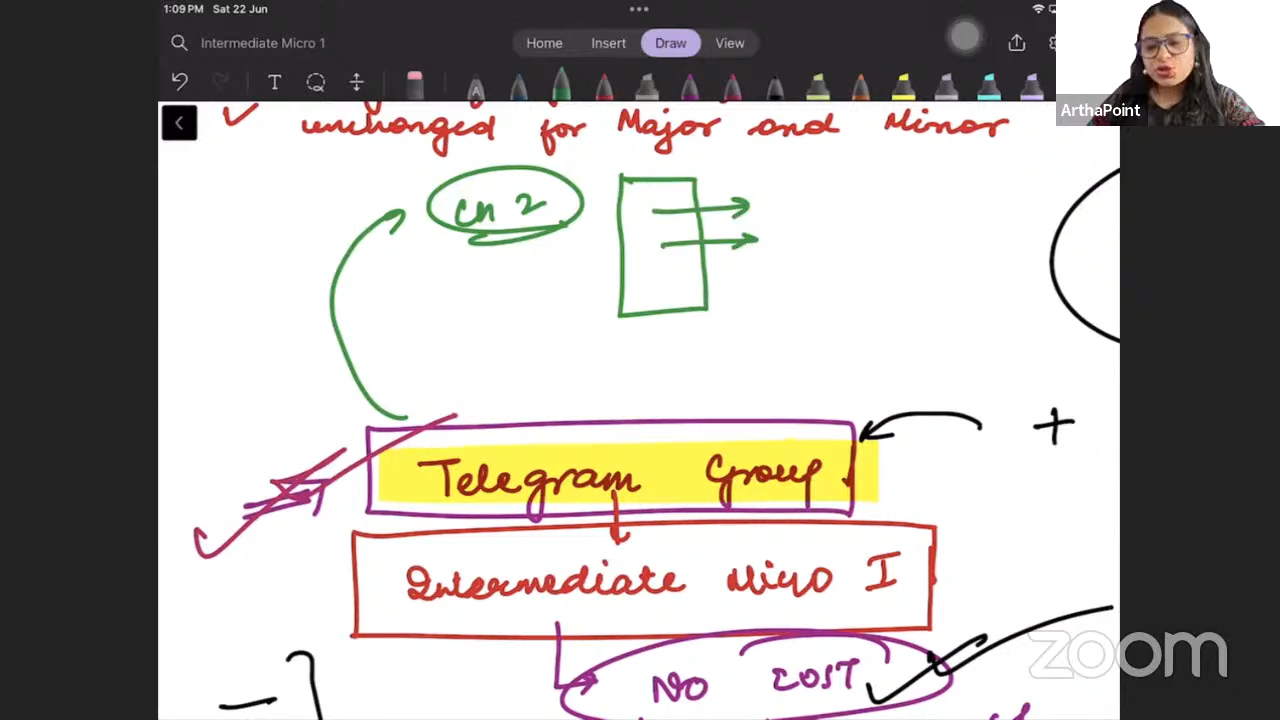 1:09 PM Sat 22 Jun
Intermediate Micro 1
Home Insert Draw View
ArthaPoint
unchanged for Major and Minor
CH 2
Telegram Group
Intermediate Micro I
NO COST
zoom